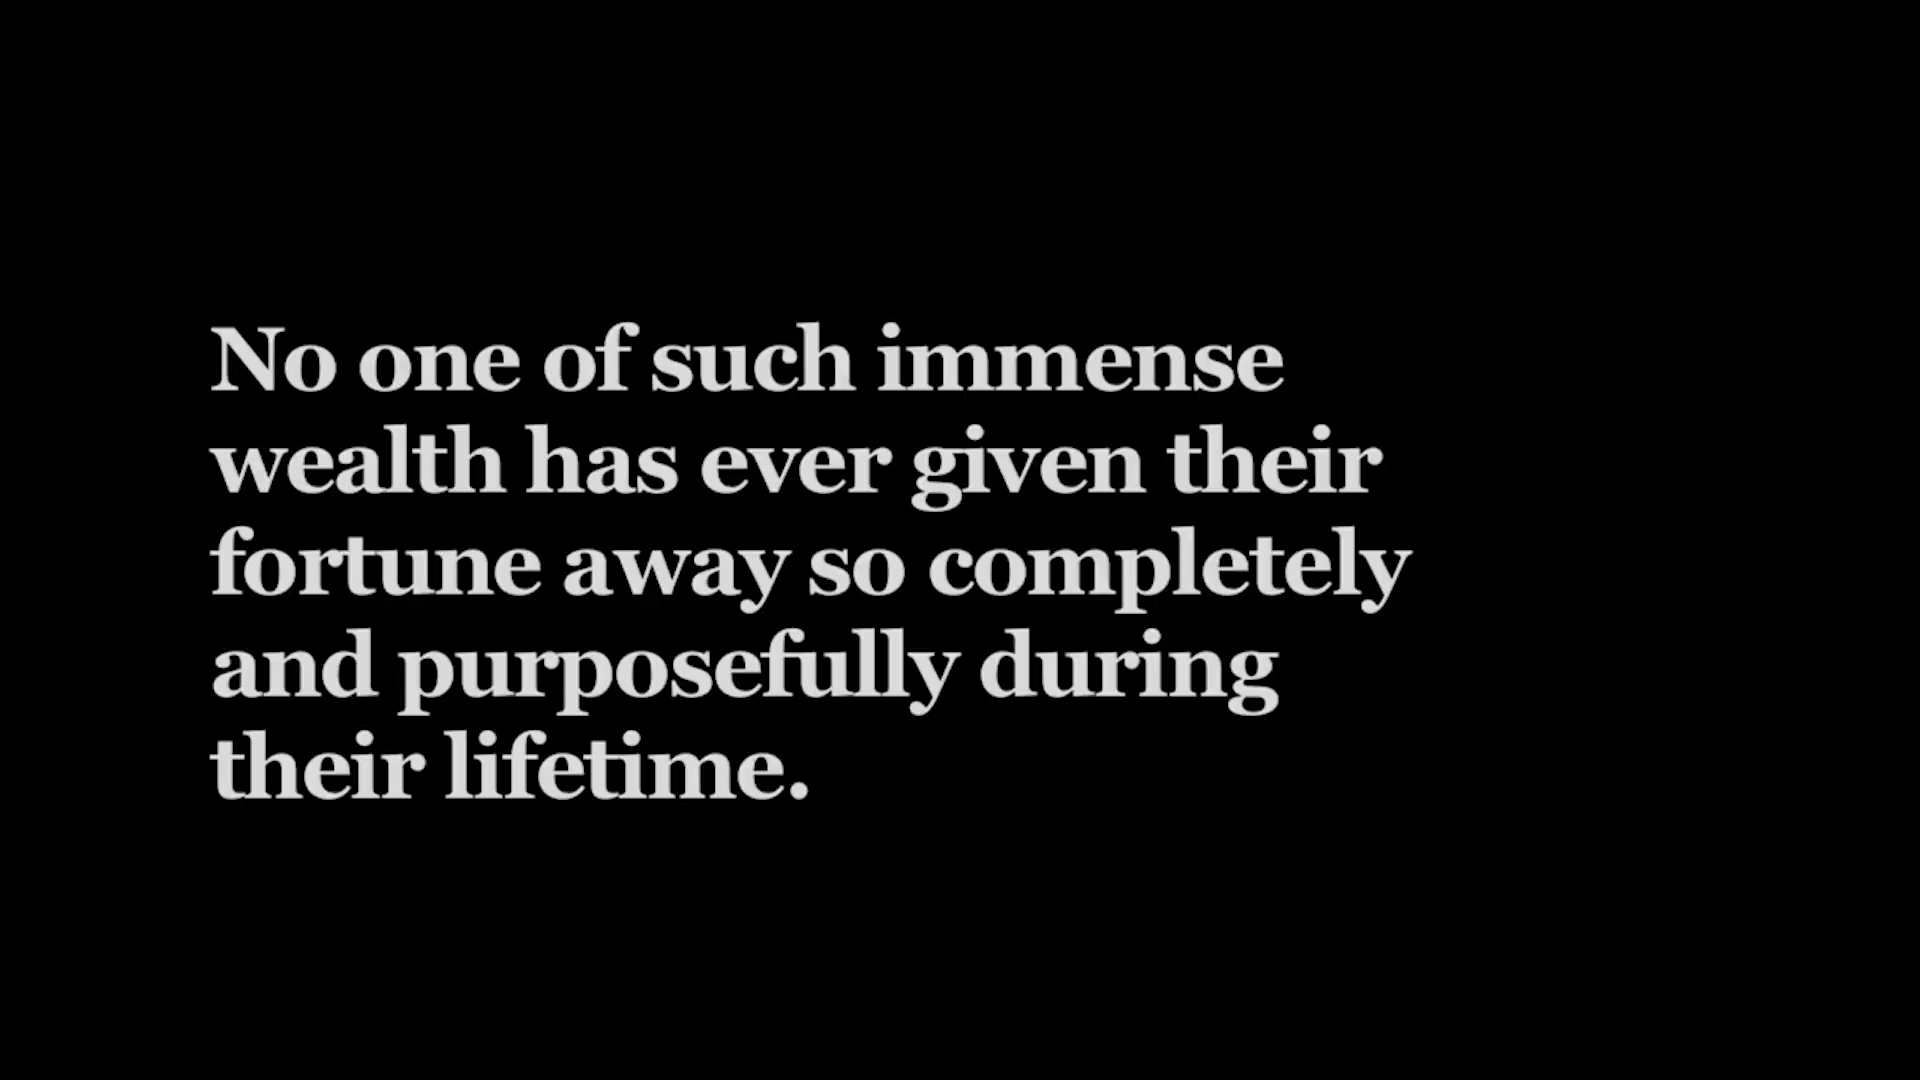 No one of such immense
wealth has ever given their
fortune away so completely
and purposefully during
their lifetime.